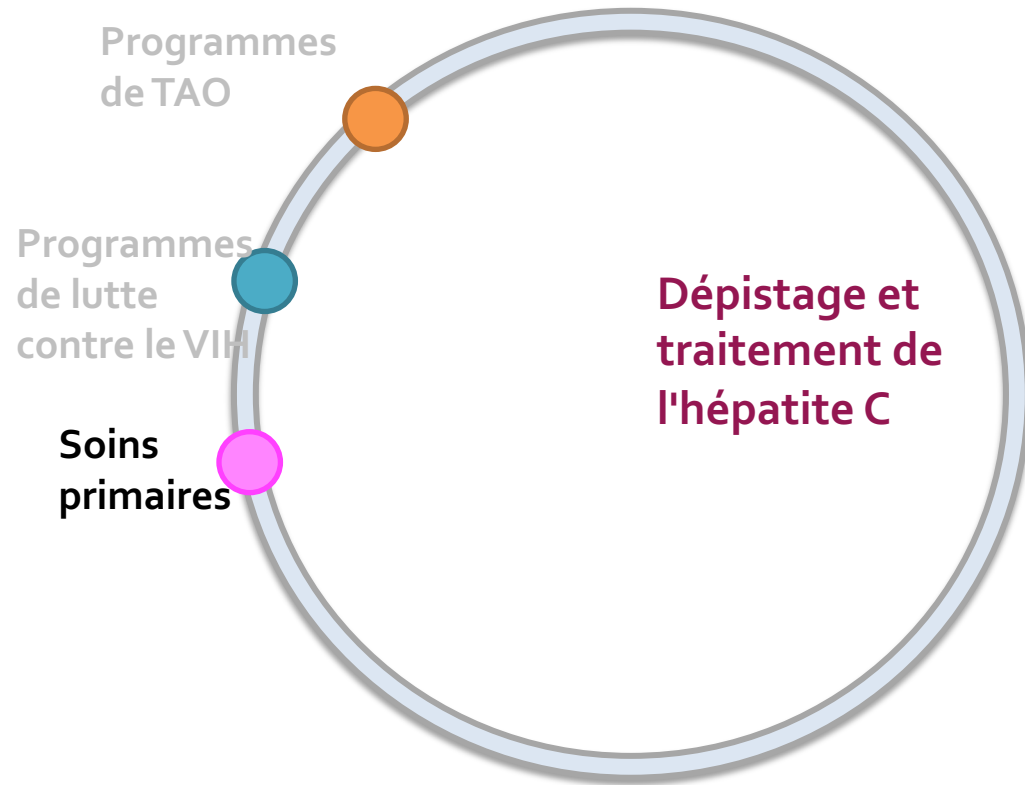 Programmes
de TAO
Programmes
de lutte
contre le VIH
Soins
primaires
Dépistage et
traitement de
l'hépatite C